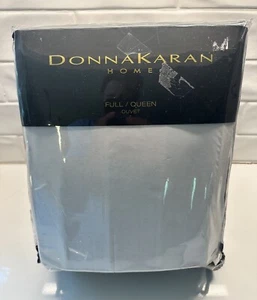 DONNAKARAN
HOME
FULL / QUEEN
DUVET